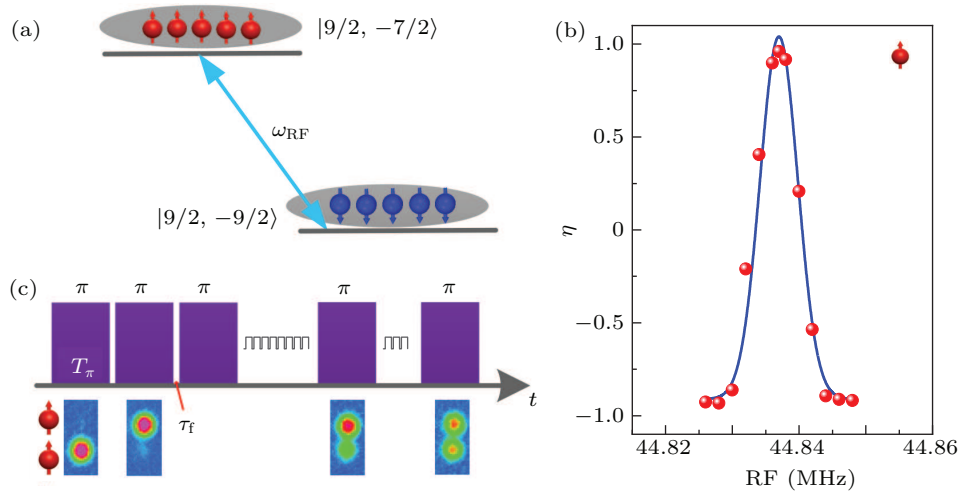 (a)
|9/2, −7/2⟩
ω_RF
|9/2, −9/2⟩
(b)
1.0
0.5
0
−0.5
−1.0
η
44.82 44.84 44.86
RF (MHz)
(c)
π π π π π
T_π
t
τ_f